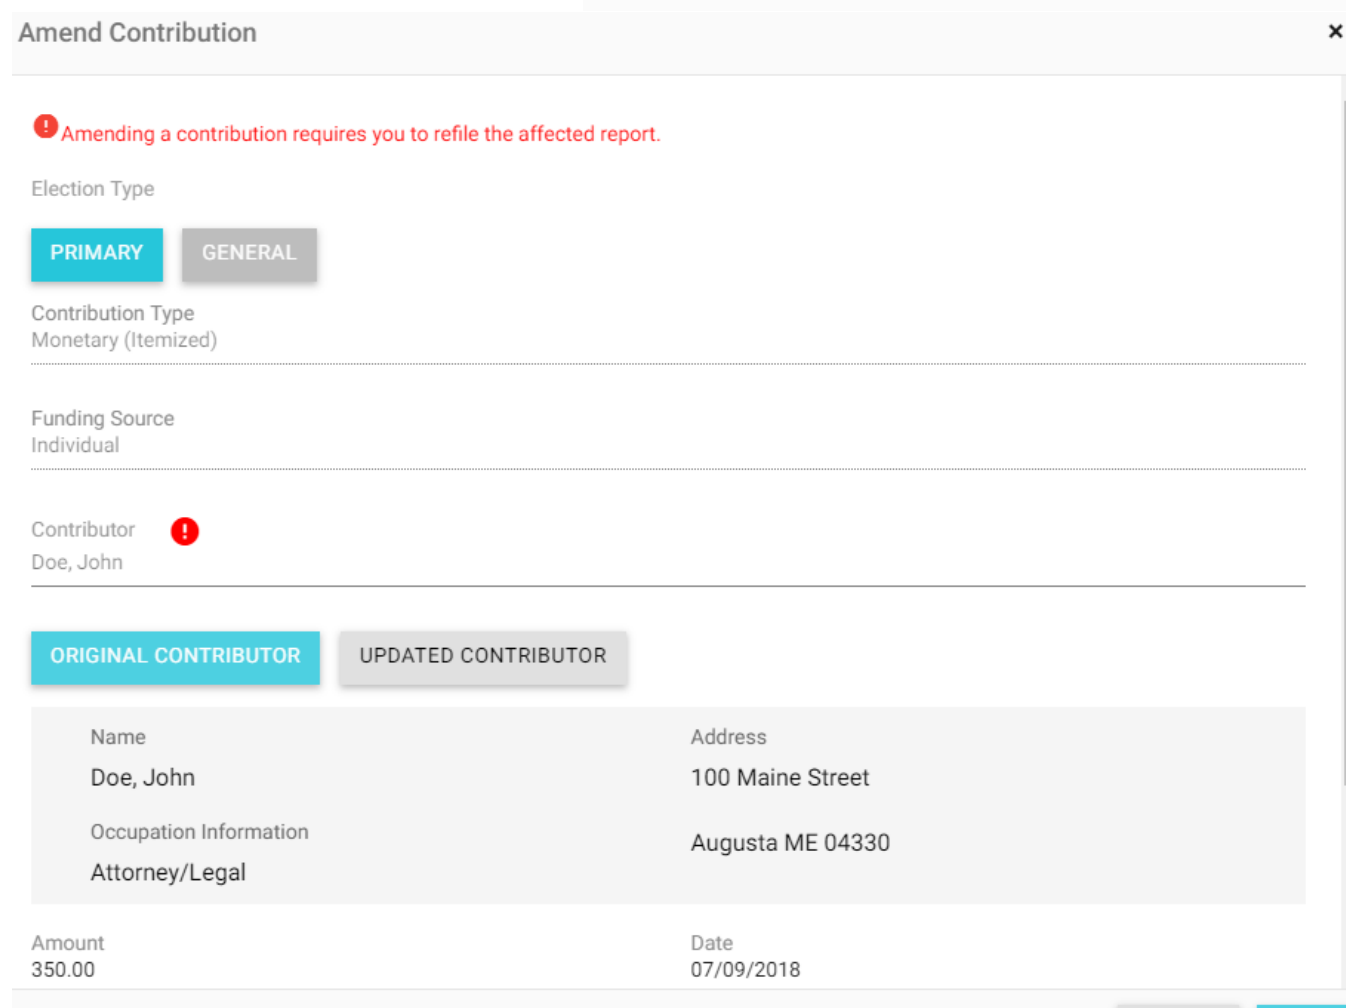 Amend Contribution ×
Amending a contribution requires you to refile the affected report.
Election Type
PRIMARY GENERAL
Contribution Type
Monetary (Itemized)
Funding Source
Individual
Contributor
Doe, John
ORIGINAL CONTRIBUTOR UPDATED CONTRIBUTOR
Name Address
Doe, John 100 Maine Street
Occupation Information
Augusta ME 04330
Attorney/Legal
Amount Date
350.00 07/09/2018